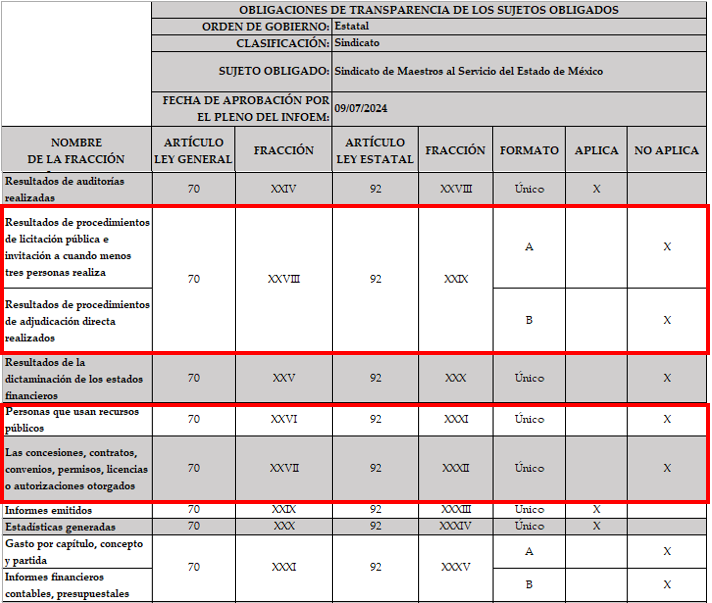 OBLIGACIONES DE TRANSPARENCIA DE LOS SUJETOS OBLIGADOS
ORDEN DE GOBIERNO: Estatal
CLASIFICACIÓN: Sindicato
SUJETO OBLIGADO: Sindicato de Maestros al Servicio del Estado de México
FECHA DE APROBACIÓN POR
EL PLENO DEL INFOEM: 09/07/2024
NOMBRE
DE LA FRACCIÓN
ARTÍCULO
LEY GENERAL
FRACCIÓN
ARTÍCULO
LEY ESTATAL
FRACCIÓN
FORMATO
APLICA
NO APLICA
Resultados de auditorías
realizadas
70 XXIV 92 XXVIII Único X
Resultados de procedimientos
de licitación pública e
invitación a cuando menos
tres personas realiza
70 XXVIII 92 XXIX
A X
Resultados de procedimientos
de adjudicación directa
realizados
B X
Resultados de la
dictaminación de los estados
financieros
70 XXV 92 XXX Único X
Personas que usan recursos
públicos
70 XXVI 92 XXXI Único X
Las concesiones, contratos,
convenios, permisos, licencias
o autorizaciones otorgados
70 XXVII 92 XXXII Único X
Informes emitidos 70 XXIX 92 XXXIII Único X
Estadísticas generadas 70 XXX 92 XXXIV Único X
Gasto por capítulo, concepto
y partida
70 XXXI 92 XXXV
A X
Informes financieros
contables, presupuestales
B X